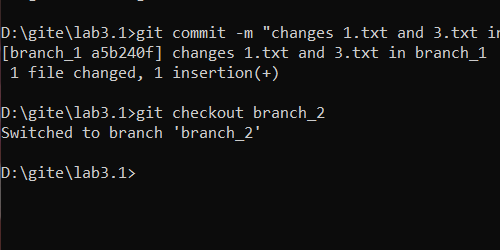 D:\gite\lab3.1>git commit -m "changes 1.txt and 3.txt in
[branch_1 a5b240f] changes 1.txt and 3.txt in branch_1
1 file changed, 1 insertion(+)
D:\gite\lab3.1>git checkout branch_2
Switched to branch 'branch_2'
D:\gite\lab3.1>